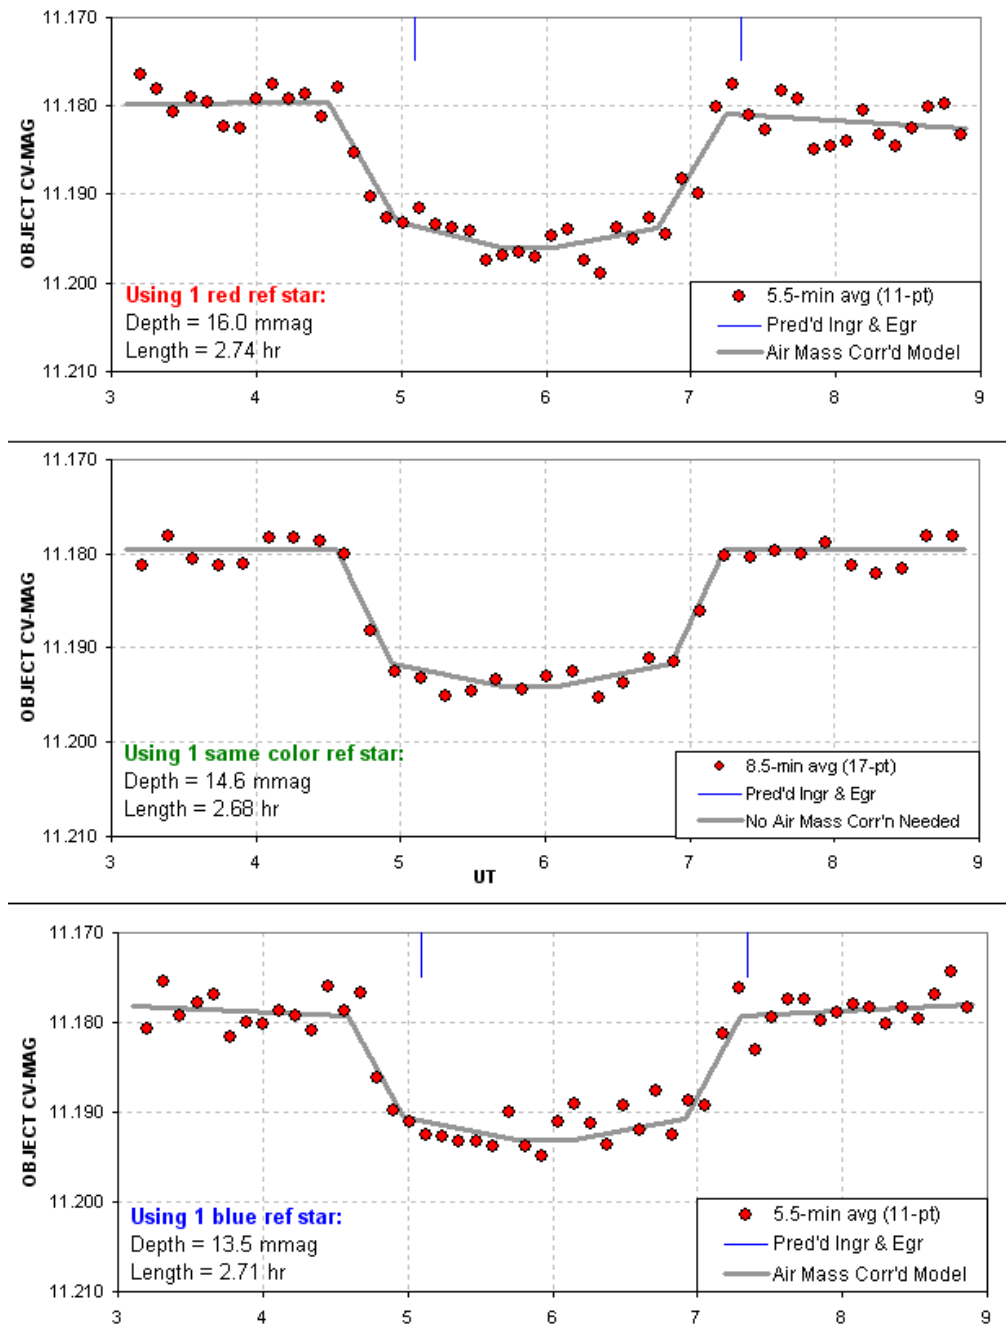 11.170
11.180
11.190
11.200
11.210
OBJECT CV-MAG
Using 1 red ref star:
Depth = 16.0 mmag
Length = 2.74 hr
5.5-min avg (11-pt)
Pred'd Ingr & Egr
Air Mass Corr'd Model
3 4 5 6 7 8 9
11.170
11.180
11.190
11.200
11.210
OBJECT CV-MAG
Using 1 same color ref star:
Depth = 14.6 mmag
Length = 2.68 hr
8.5-min avg (17-pt)
Pred'd Ingr & Egr
No Air Mass Corr'n Needed
3 4 5 6 7 8 9
UT
11.170
11.180
11.190
11.200
11.210
OBJECT CV-MAG
Using 1 blue ref star:
Depth = 13.5 mmag
Length = 2.71 hr
5.5-min avg (11-pt)
Pred'd Ingr & Egr
Air Mass Corr'd Model
3 4 5 6 7 8 9